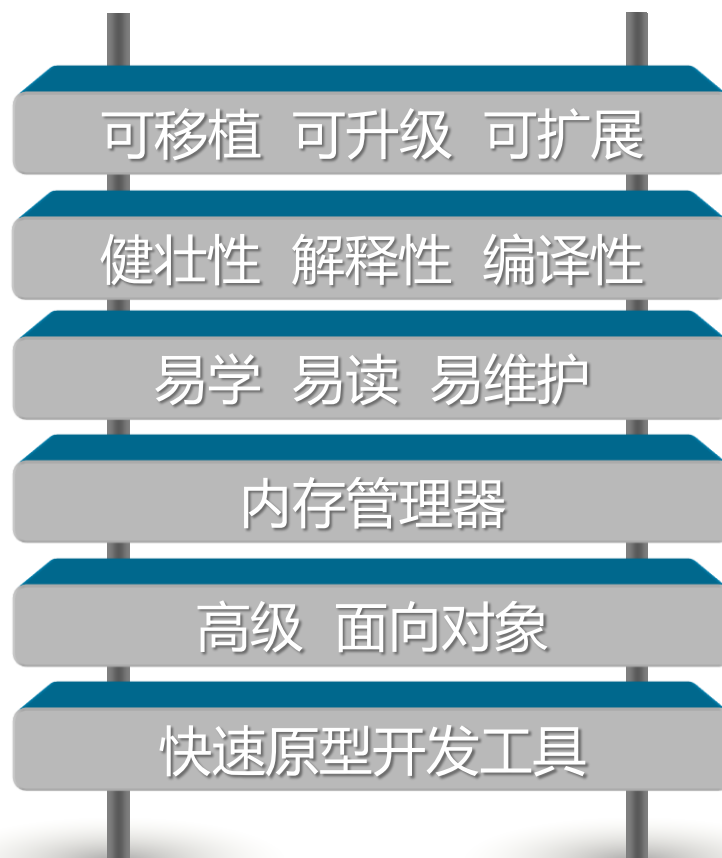 可移植 可升级 可扩展
健壮性 解释性 编译性
易学 易读 易维护
内存管理器
高级 面向对象
快速原型开发工具